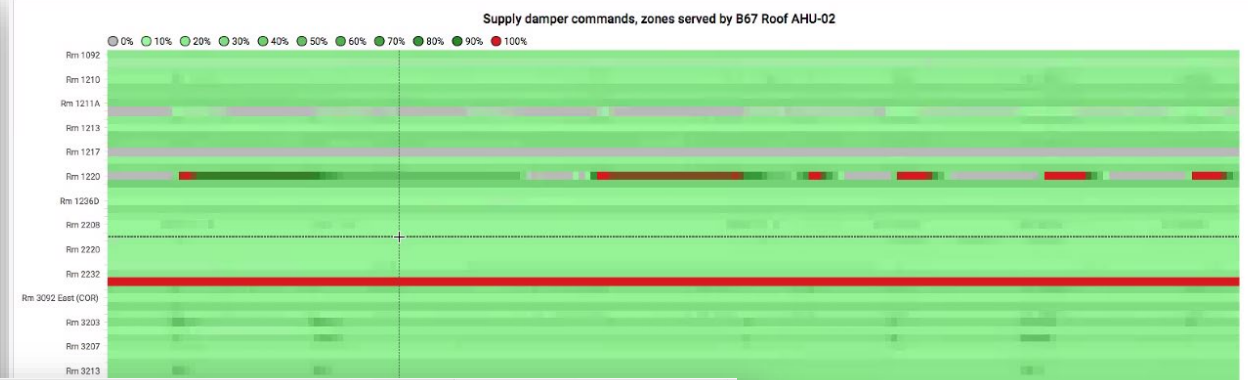 Supply damper commands, zones served by B67 Roof AHU-02
0% 10% 20% 30% 40% 50% 60% 70% 80% 90% 100%
Rm 1092
Rm 1210
Rm 1211A
Rm 1213
Rm 1217
Rm 1220
Rm 1236D
Rm 2208
Rm 2220
Rm 2232
Rm 3092 East (COR)
Rm 3203
Rm 3207
Rm 3213